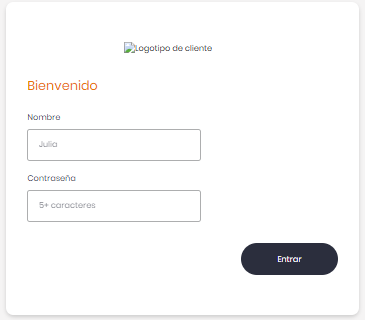 Logotipo de cliente
Bienvenido
Nombre
Julia
Contraseña
5+ caracteres
Entrar